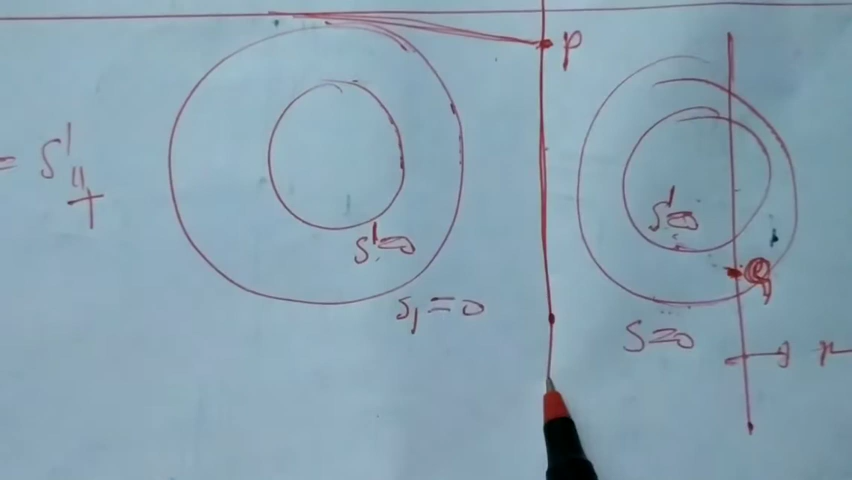 P
= S'₁₁
S'=0
S'=0
Q
S₁=0
S=0